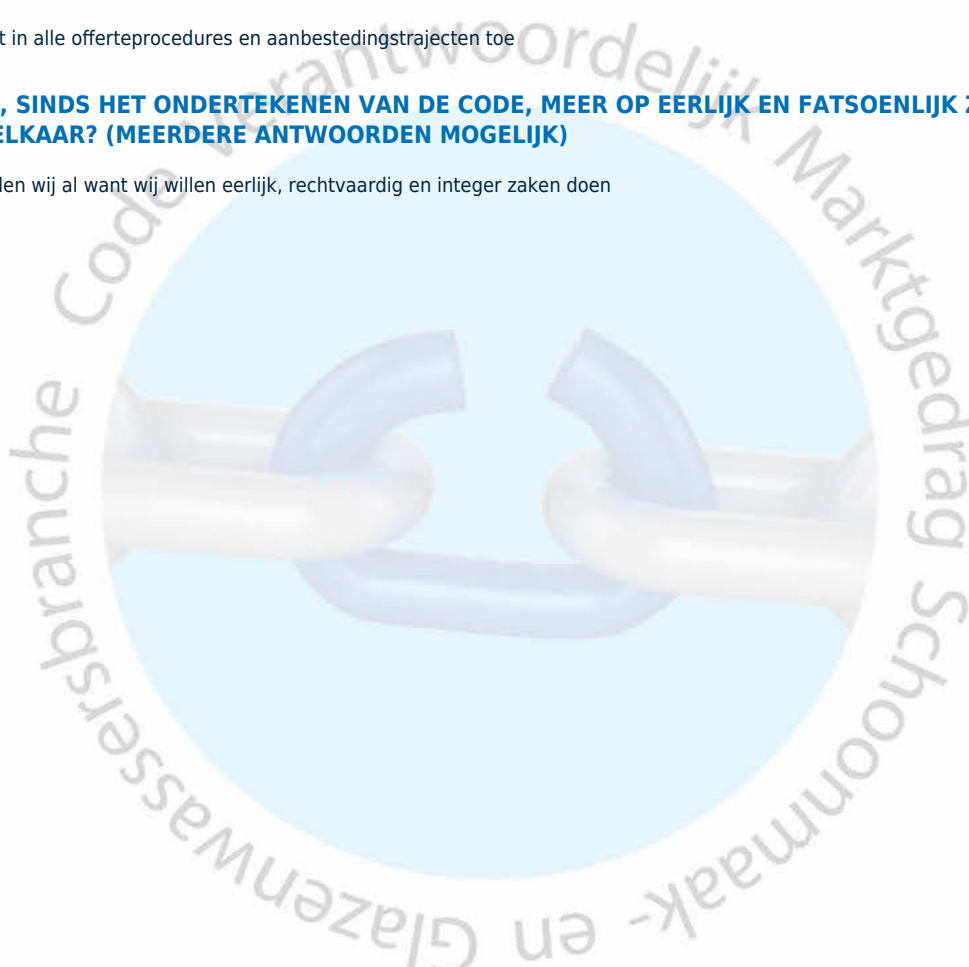 t in alle offerteprocedures en aanbestedingstrajecten toe
, SINDS HET ONDERTEKENEN VAN DE CODE, MEER OP EERLIJK EN FATSOENLIJK
ELKAAR? (MEERDERE ANTWOORDEN MOGELIJK)
den wij al want wij willen eerlijk, rechtvaardig en integer zaken doen
Code Verantwoordelijk Marktgedrag Schoonmaak- en Glazenwassersbranche